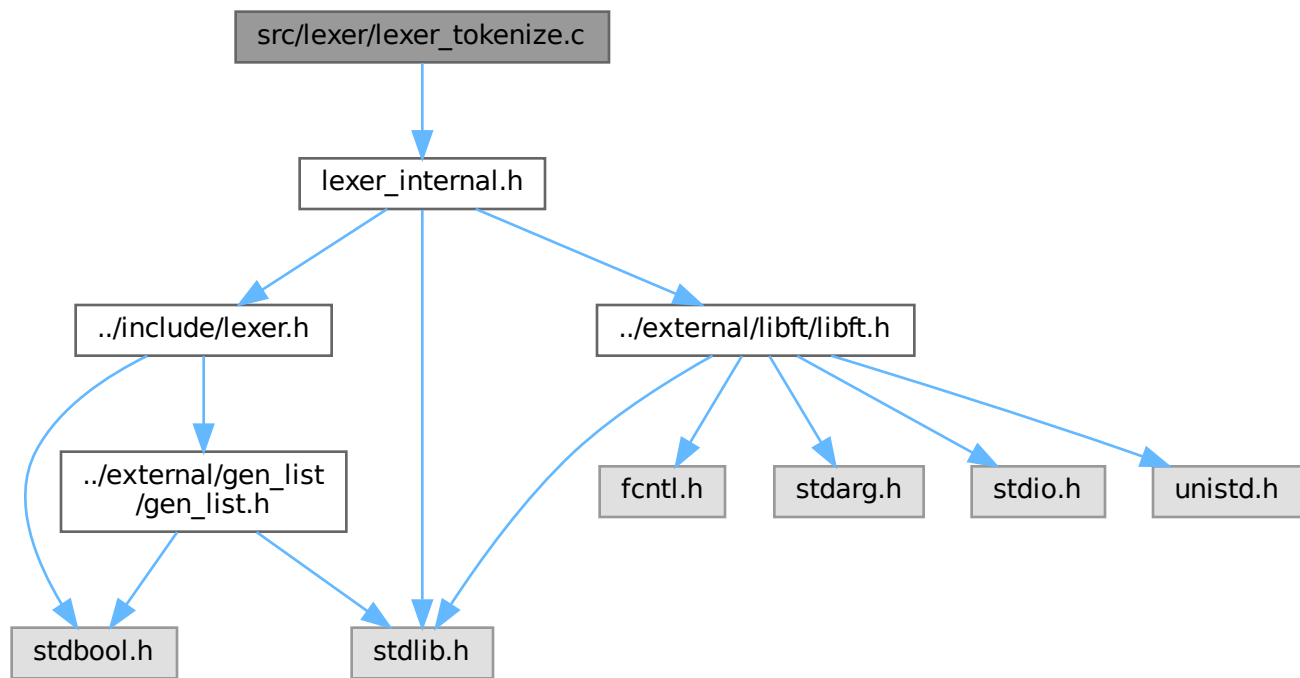 src/lexer/lexer_tokenize.c
lexer_internal.h
../include/lexer.h
../external/libft/libft.h
../external/gen_list
/gen_list.h
fcntl.h
stdarg.h
stdio.h
unistd.h
stdbool.h
stdlib.h